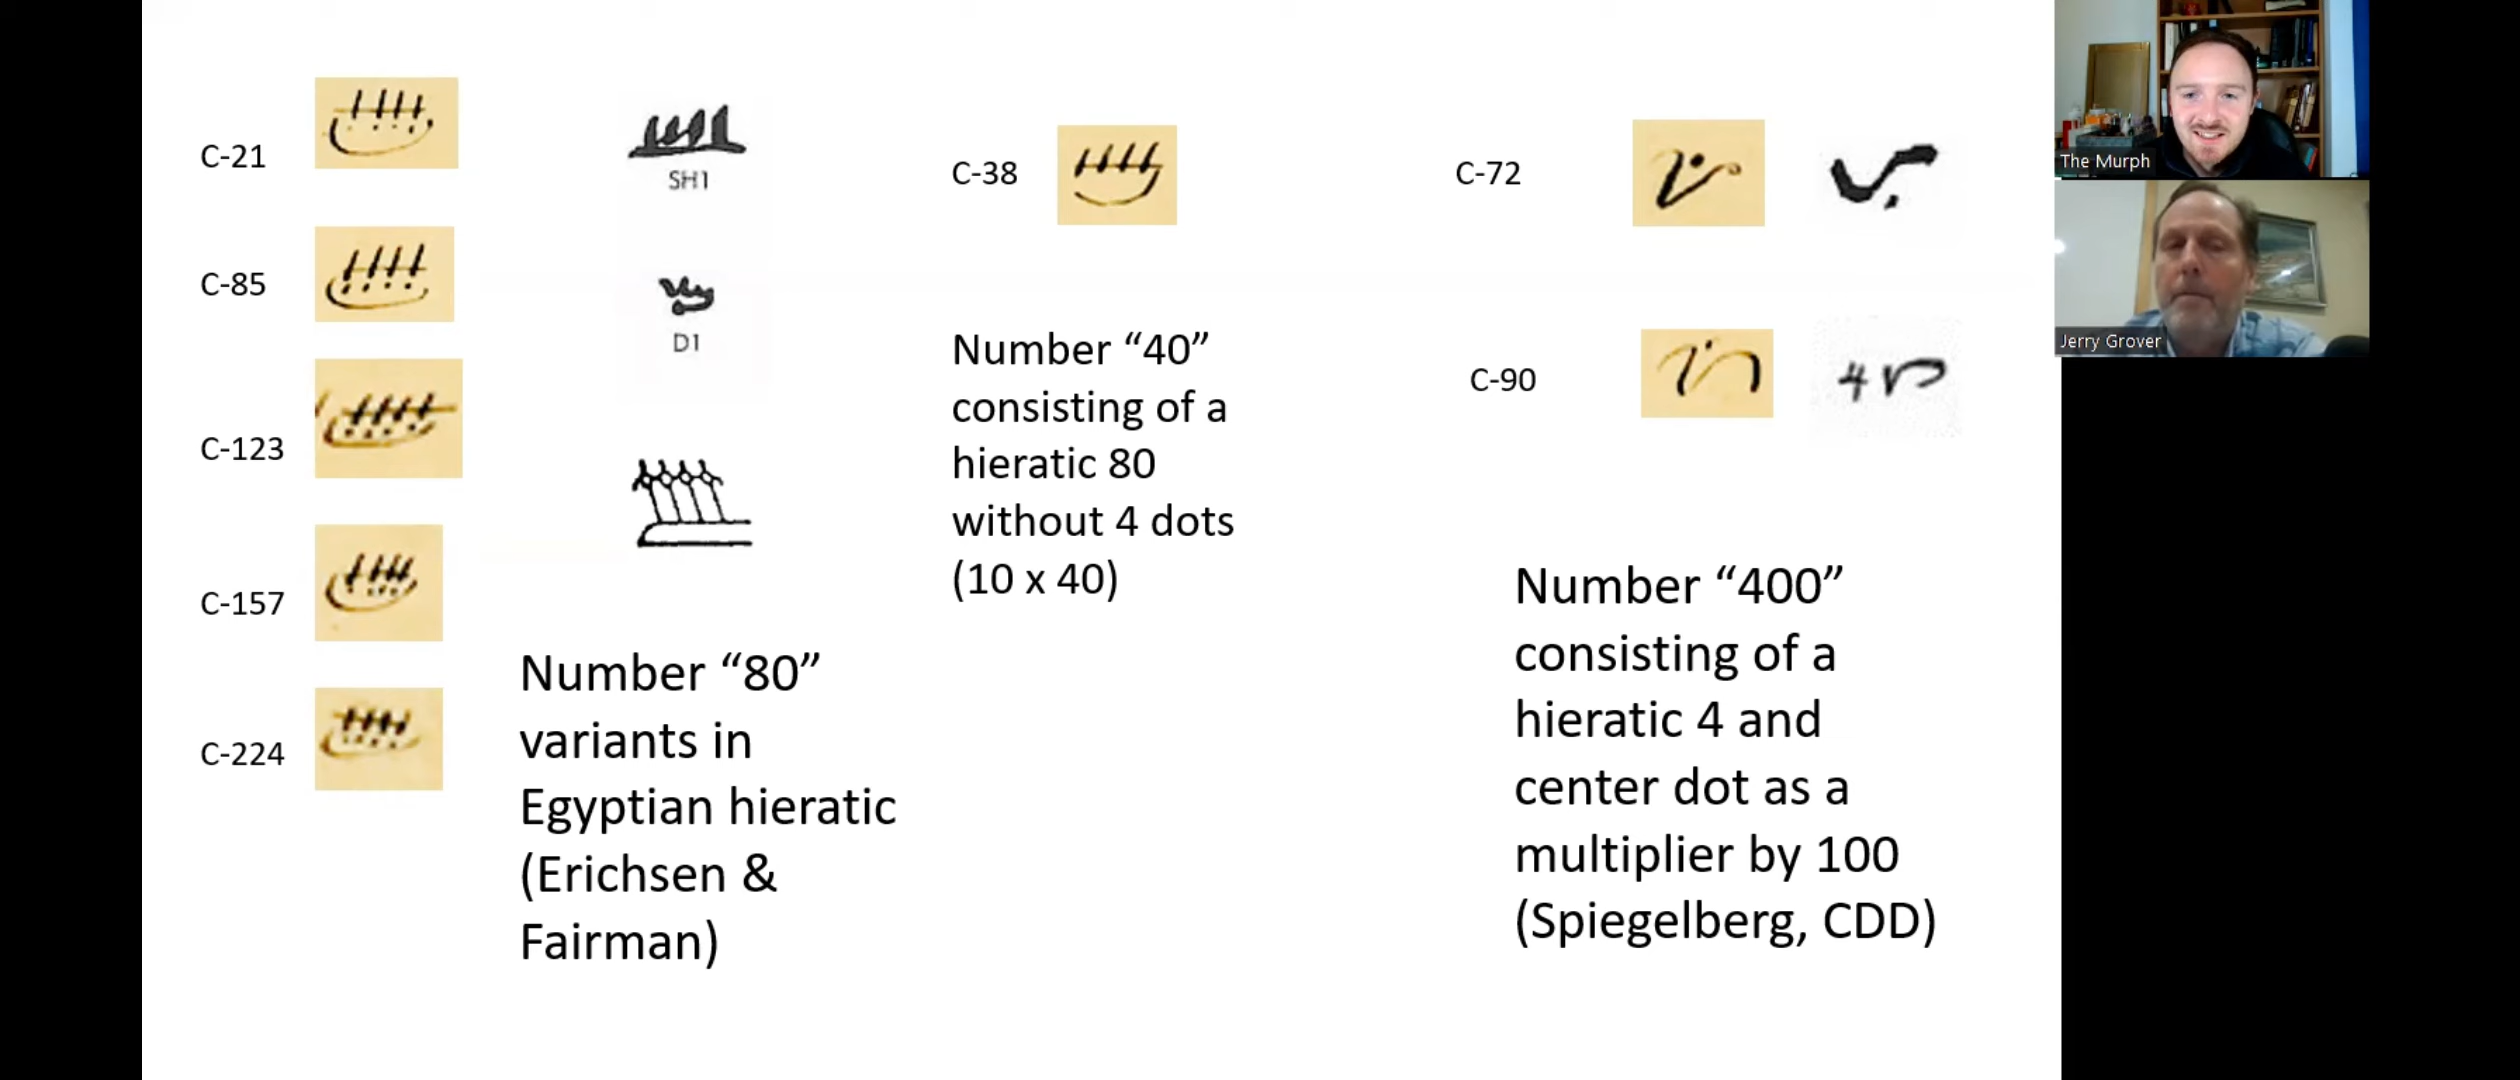 C-21
SH1
C-85
D1
C-123
C-157
C-224
Number “80”
variants in
Egyptian hieratic
(Erichsen &
Fairman)
C-38
Number “40”
consisting of a
hieratic 80
without 4 dots
(10 x 40)
C-72
C-90
Number “400”
consisting of a
hieratic 4 and
center dot as a
multiplier by 100
(Spiegelberg, CDD)
The Murph
Jerry Grover